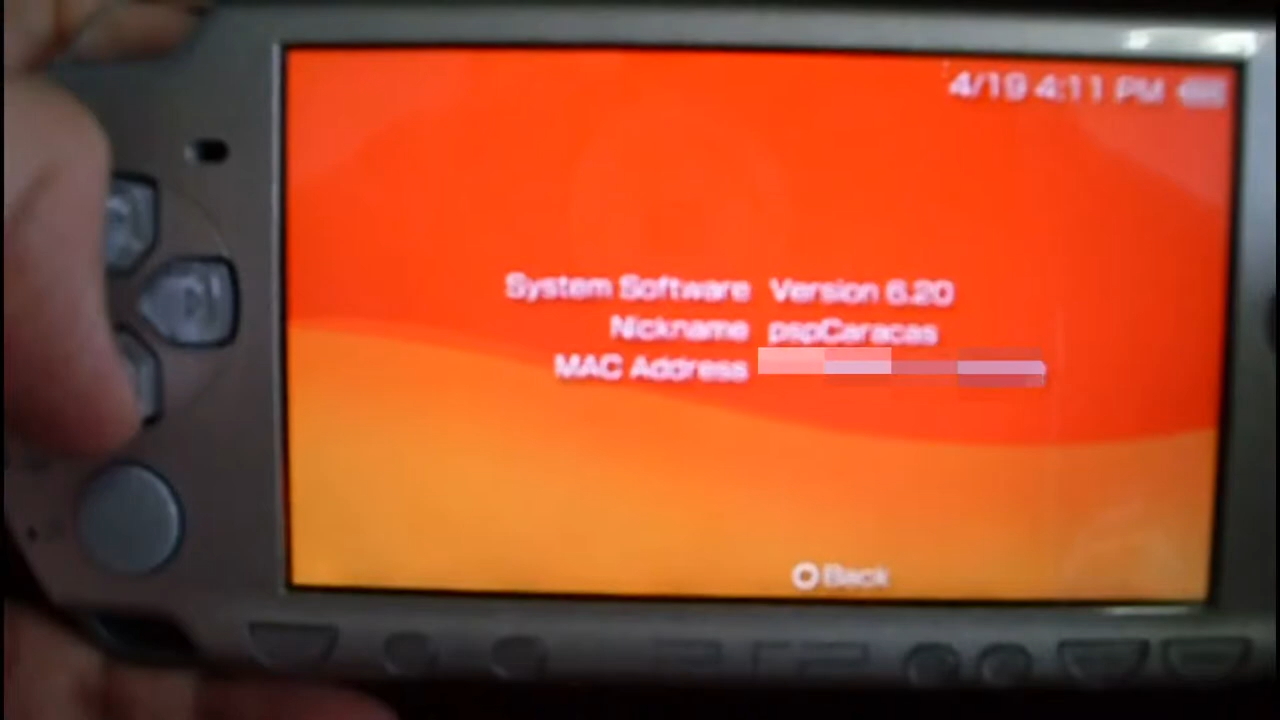 4/19 4:11 PM
System Software Version 6.20
Nickname pspCaracas
MAC Address
Back